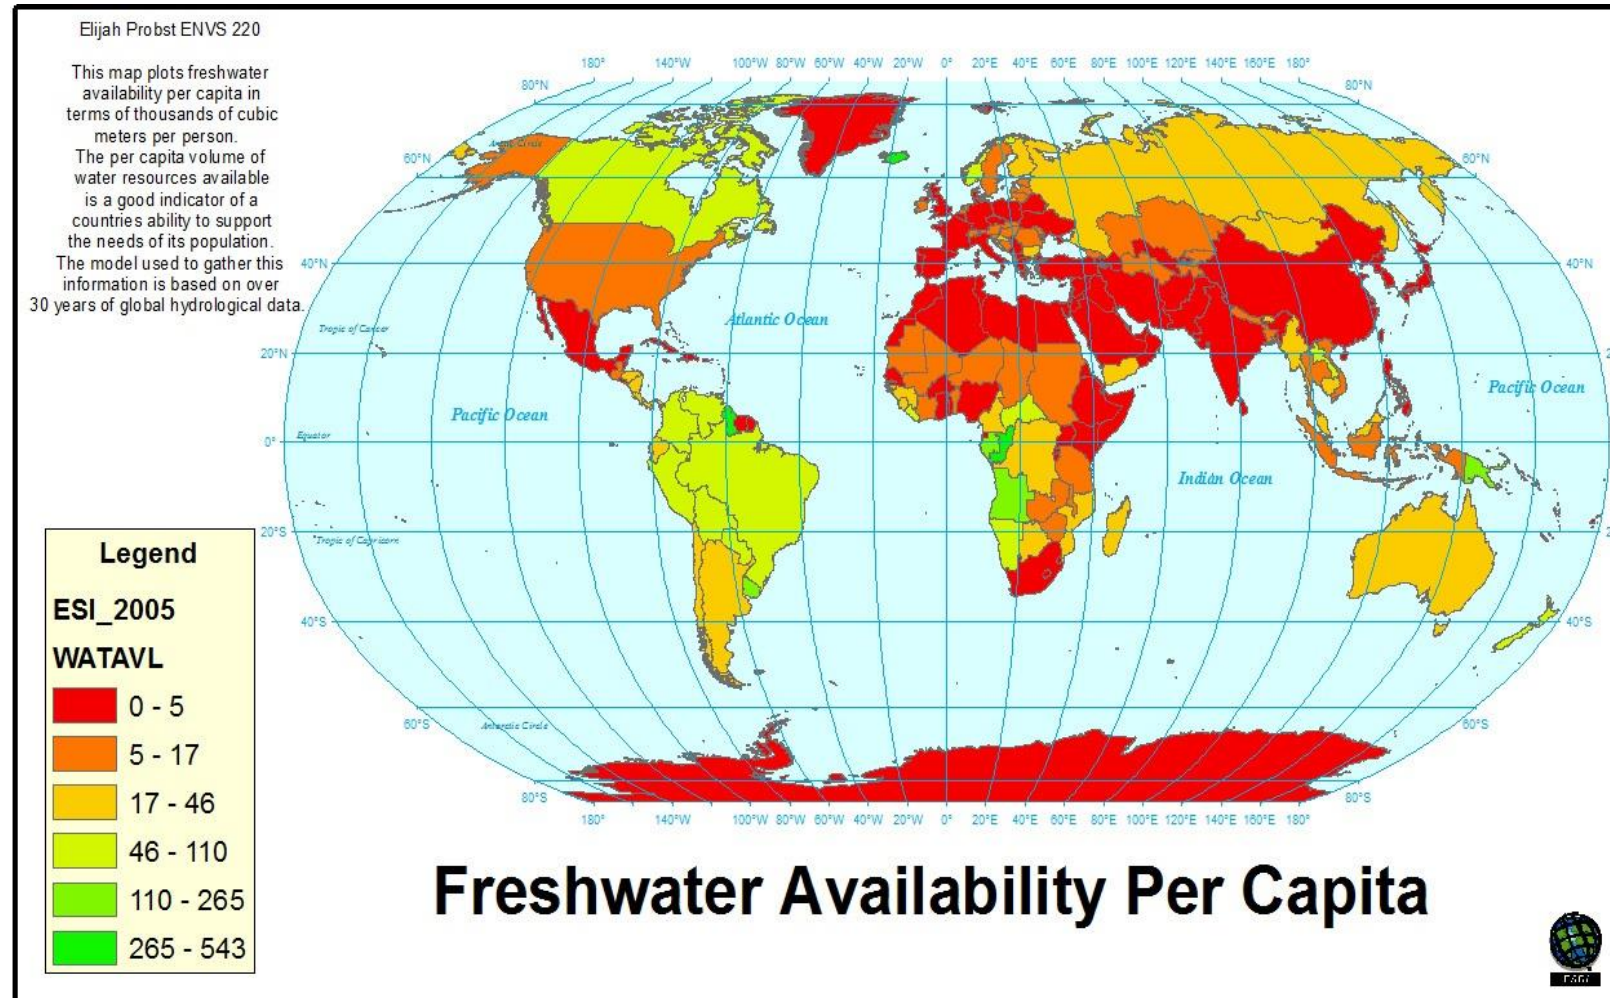 Elijah Probst ENVS 220
This map plots freshwater
availability per capita in
terms of thousands of cubic
meters per person.
The per capita volume of
water resources available
is a good indicator of a
countries ability to support
the needs of its population.
The model used to gather this
information is based on over
30 years of global hydrological data.
180° 140°W 100°W 80°W 60°W 40°W 20°W 0° 20°E 40°E 60°E 80°E 100°E 120°E 140°E 180°
80°N 80°N
Arctic Circle
60°N 60°N
40°N 40°N
Atlantic Ocean
Tropic of Cancer
20°N
Pacific Ocean Pacific Ocean
Equator
0°
Indian Ocean
20°S
Tropic of Capricorn
40°S 40°S
60°S 60°S
Antarctic Circle
80°S 80°S
180° 140°W 100°W 80°W 60°W 40°W 20°W 0° 20°E 40°E 60°E 80°E 100°E 120°E 140°E 180°
Legend
ESI_2005
WATAVL
0 - 5
5 - 17
17 - 46
46 - 110
110 - 265
265 - 543
Freshwater Availability Per Capita
ESRI